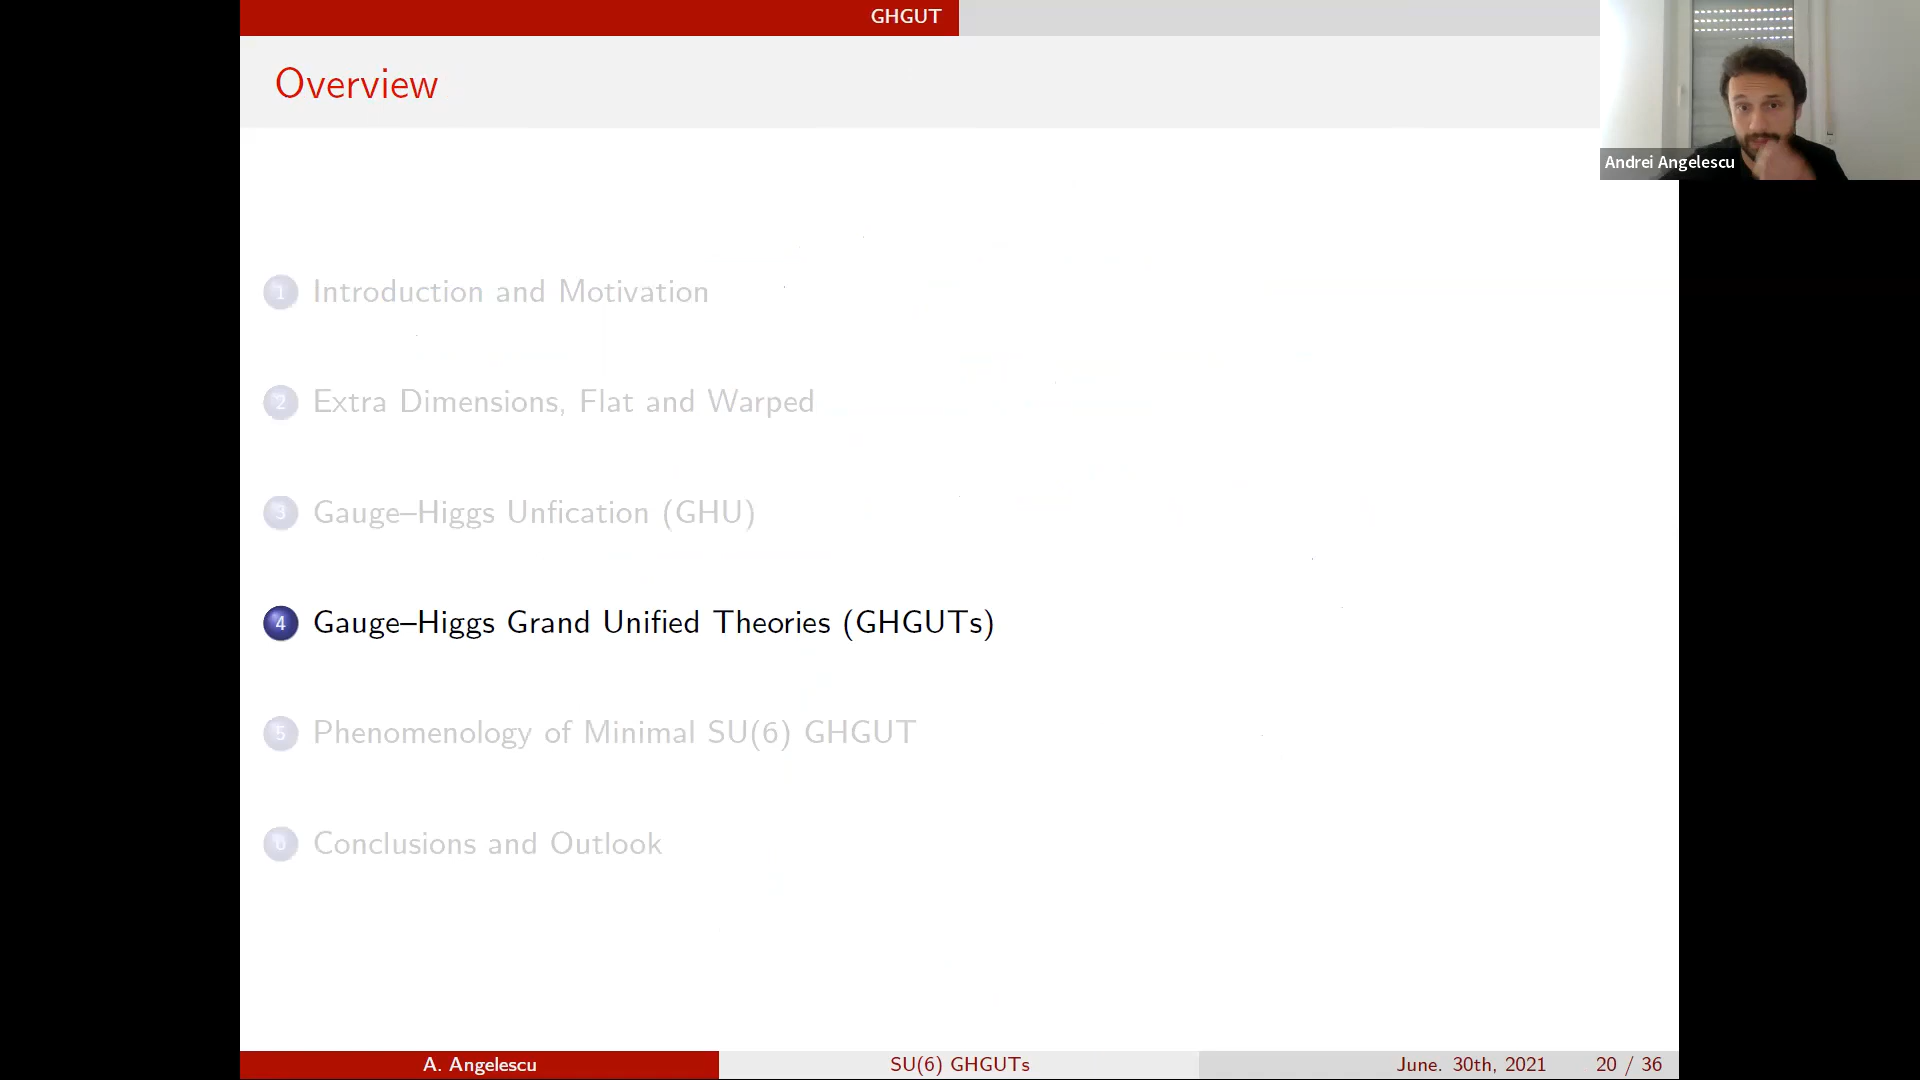 GHGUT
Overview
Andrei Angelescu
1 Introduction and Motivation
2 Extra Dimensions, Flat and Warped
3 Gauge–Higgs Unfication (GHU)
4 Gauge–Higgs Grand Unified Theories (GHGUTs)
5 Phenomenology of Minimal SU(6) GHGUT
6 Conclusions and Outlook
A. Angelescu SU(6) GHGUTs June. 30th, 2021 20 / 36